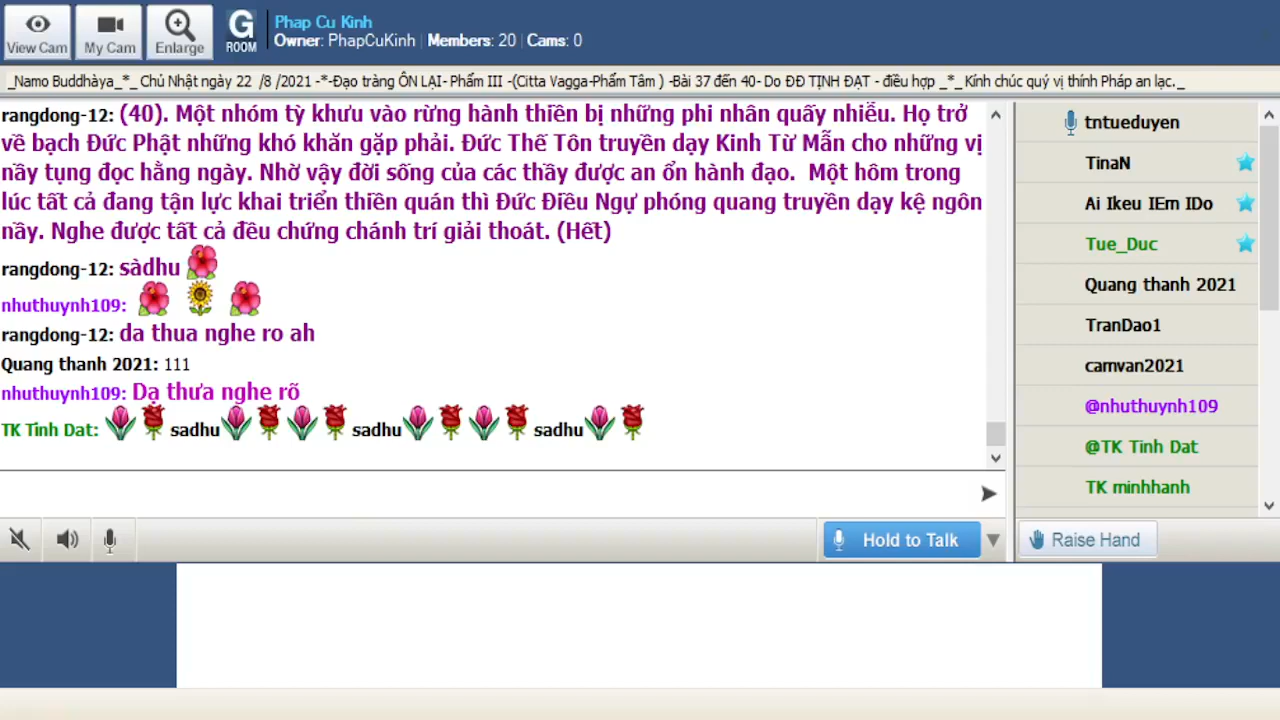 View Cam
My Cam
Enlarge
G
ROOM
Phap Cu Kinh
Owner: PhapCuKinh | Members: 20 | Cams: 0
_Namo Buddhàya_*_ Chủ Nhật ngày 22 /8 /2021 -*-Đạo tràng ÔN LẠI- Phẩm III -(Citta Vagga-Phẩm Tâm ) -Bài 37 đến 40- Do ĐĐ TỊNH ĐẠT - điều hợp _*_Kính chúc quý vị thính Pháp an lạc._
rangdong-12: (40). Một nhóm tỳ khưu vào rừng hành thiền bị những phi nhân quấy nhiễu. Họ trở
về bạch Đức Phật những khó khăn gặp phải. Đức Thế Tôn truyền dạy Kinh Từ Mẫn cho những vị
nầy tụng đọc hằng ngày. Nhờ vậy đời sống của các thầy được an ổn hành đạo. Một hôm trong
lúc tất cả đang tận lực khai triển thiền quán thì Đức Điều Ngự phóng quang truyền dạy kệ ngôn
nầy. Nghe được tất cả đều chứng chánh trí giải thoát. (Hết)
rangdong-12: sàdhu
nhuthuynh109:
rangdong-12: da thua nghe ro ah
Quang thanh 2021: 111
nhuthuynh109: Dạ thưa nghe rõ
TK Tinh Dat: sadhu sadhu sadhu
tntueduyen
TinaN
Ai Ikeu IEm IDo
Tue_Duc
Quang thanh 2021
TranDao1
camvan2021
@nhuthuynh109
@TK Tinh Dat
TK minhhanh
Hold to Talk
Raise Hand